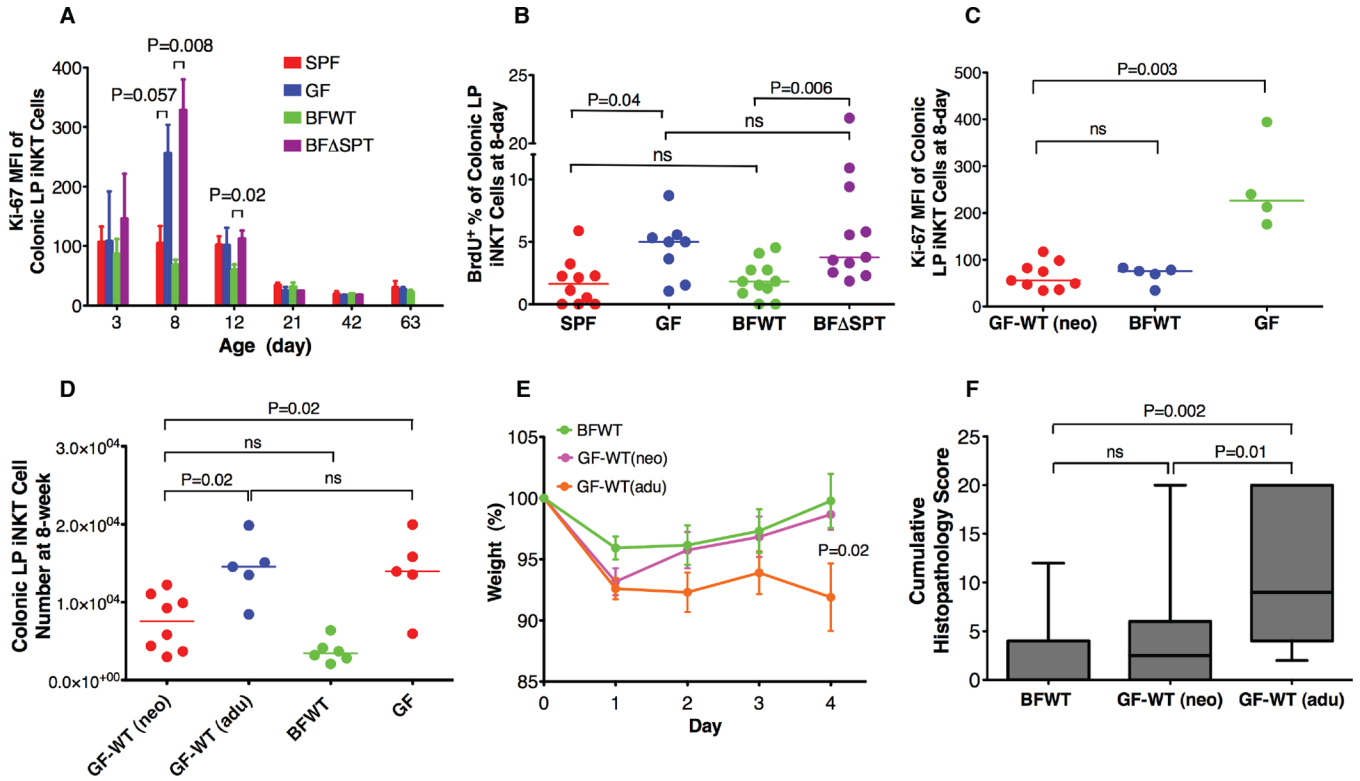 A
Ki-67 MFI of
Colonic LP iNKT Cells
400
300
200
100
0
P=0.057
P=0.008
P=0.02
SPF
GF
BFWT
BFΔSPT
3 8 12 21 42 63
Age (day)
B
BrdU+ % of Colonic LP
iNKT Cells at 8-day
25
20
10
5
0
P=0.04
P=0.006
ns
ns
SPF GF BFWT BFΔSPT
C
Ki-67 MFI of Colonic
LP iNKT Cells at 8-day
500
400
300
200
100
0
P=0.003
ns
GF-WT (neo) BFWT GF
D
Colonic LP iNKT Cell
Number at 8-week
3.0×10^04
2.0×10^04
1.0×10^04
0.0×10^+00
P=0.02
ns
P=0.02
ns
GF-WT (neo)
GF-WT (adu)
BFWT
GF
E
Weight (%)
105
100
95
90
85
BFWT
GF-WT(neo)
GF-WT(adu)
P=0.02
0 1 2 3 4
Day
F
Cumulative
Histopathology Score
25
20
15
10
5
0
P=0.002
ns
P=0.01
BFWT GF-WT (neo) GF-WT (adu)